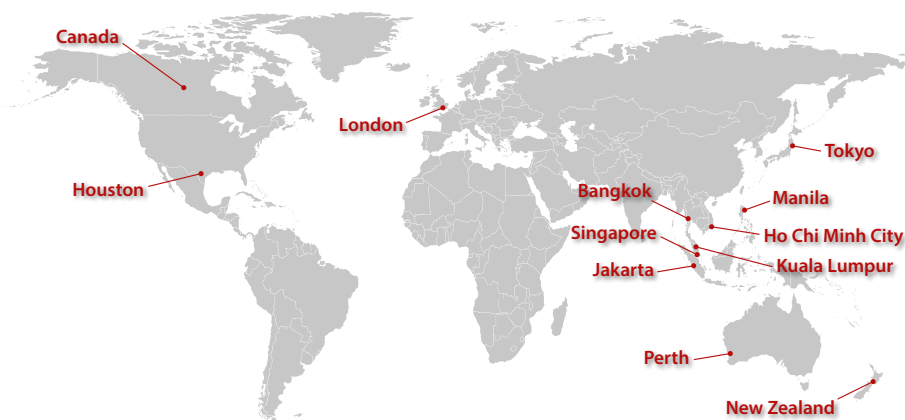 Canada
London
Tokyo
Houston
Bangkok
Manila
Singapore
Ho Chi Minh City
Jakarta
Kuala Lumpur
Perth
New Zealand